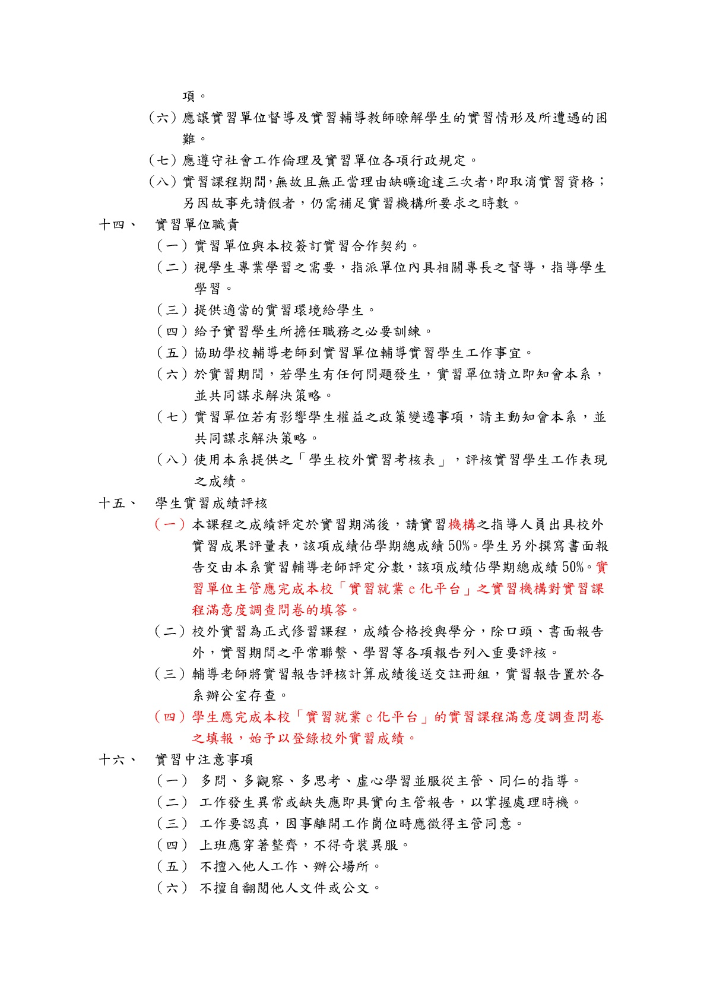 項。
（六）應讓實習單位督導及實習輔導教師瞭解學生的實習情形及所遭遇的困
難。
（七）應遵守社會工作倫理及實習單位各項行政規定。
（八）實習課程期間，無故且無正當理由缺曠逾達三次者，即取消實習資格；
另因故事先請假者，仍需補足實習機構所要求之時數。
十四、 實習單位職責
（一）實習單位與本校簽訂實習合作契約。
（二）視學生專業學習之需要，指派單位內具相關專長之督導，指導學生
學習。
（三）提供適當的實習環境給學生。
（四）給予實習學生所擔任職務之必要訓練。
（五）協助學校輔導老師到實習單位輔導實習學生工作事宜。
（六）於實習期間，若學生有任何問題發生，實習單位請立即知會本系，
並共同謀求解決策略。
（七）實習單位若有影響學生權益之政策變遷事項，請主動知會本系，並
共同謀求解決策略。
（八）使用本系提供之「學生校外實習考核表」，評核實習學生工作表現
之成績。
十五、 學生實習成績評核
（一）本課程之成績評定於實習期滿後，請實習機構之指導人員出具校外
實習成果評量表，該項成績佔學期總成績 50%。學生另外撰寫書面報
告交由本系實習輔導老師評定分數，該項成績佔學期總成績 50%。實
習單位主管應完成本校「實習就業 e 化平台」之實習機構對實習課
程滿意度調查問卷的填答。
（二）校外實習為正式修習課程，成績合格授與學分，除口頭、書面報告
外，實習期間之平常聯繫、學習等各項報告列入重要評核。
（三）輔導老師將實習報告評核計算成績後送交註冊組，實習報告置於各
系辦公室存查。
（四）學生應完成本校「實習就業 e 化平台」的實習課程滿意度調查問卷
之填報，始予以登錄校外實習成績。
十六、 實習中注意事項
（一） 多問、多觀察、多思考、虛心學習並服從主管、同仁的指導。
（二） 工作發生異常或缺失應即具實向主管報告，以掌握處理時機。
（三） 工作要認真，因事離開工作崗位時應徵得主管同意。
（四） 上班應穿著整齊，不得奇裝異服。
（五） 不擅入他人工作、辦公場所。
（六） 不擅自翻閱他人文件或公文。